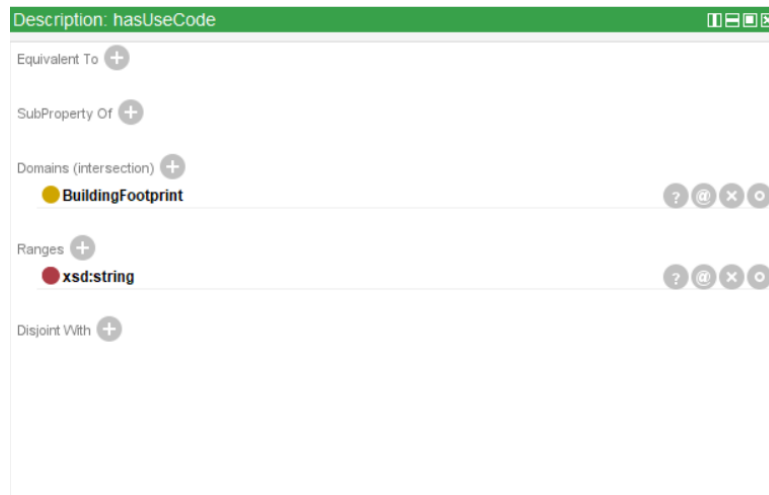 Description: hasUseCode
Equivalent To
SubProperty Of
Domains (intersection)
BuildingFootprint
Ranges
xsd:string
Disjoint With